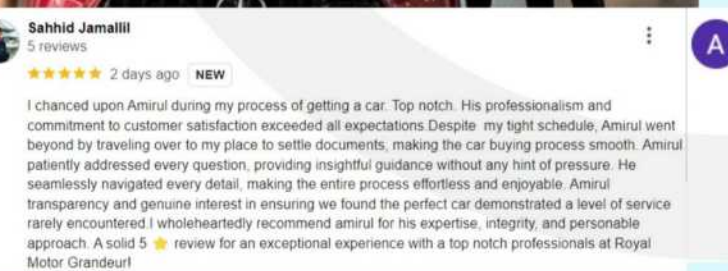 Sahhid Jamallil
5 reviews
★★★★★ 2 days ago NEW
I chanced upon Amirul during my process of getting a car. Top notch. His professionalism and
commitment to customer satisfaction exceeded all expectations.Despite my tight schedule, Amirul went
beyond by traveling over to my place to settle documents, making the car buying process smooth. Amirul
patiently addressed every question, providing insightful guidance without any hint of pressure. He
seamlessly navigated every detail, making the entire process effortless and enjoyable. Amirul
transparency and genuine interest in ensuring we found the perfect car demonstrated a level of service
rarely encountered.I wholeheartedly recommend amirul for his expertise, integrity, and personable
approach. A solid 5 ⭐ review for an exceptional experience with a top notch professionals at Royal
Motor Grandeur!
A